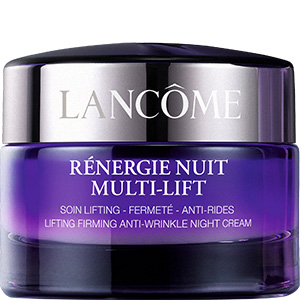 LANCÔME
RÉNERGIE NUIT
MULTI-LIFT
SOIN LIFTING - FERMETÉ - ANTI-RIDES
LIFTING FIRMING ANTI-WRINKLE NIGHT CREAM